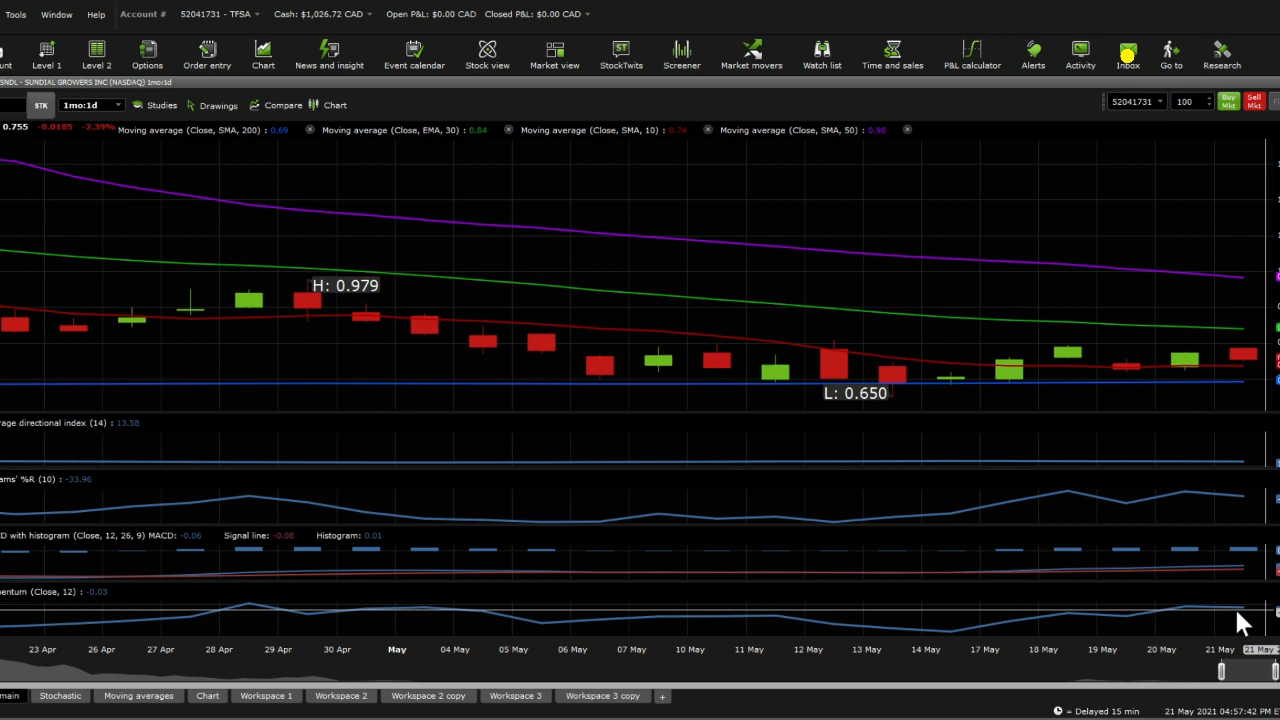 Tools Window Help Account # 52041731 - TFSA Cash: $1,026.72 CAD Open P&L: $0.00 CAD Closed P&L: $0.00 CAD
unt Level 1 Level 2 Options Order entry Chart News and insight Event calendar Stock view Market view StockTwits Screener Market movers Watch list Time and sales P&L calculator Alerts Activity Inbox Go to Research
SNDL - SUNDIAL GROWERS INC (NASDAQ) 1mo:1d
STK 1mo:1d Studies Drawings Compare Chart 52041731 100 Buy Mkt Sell Mkt
0.755 -0.0185 -2.39% Moving average (Close, SMA, 200) : 0.69 Moving average (Close, EMA, 30) : 0.84 Moving average (Close, SMA, 10) : 0.74 Moving average (Close, SMA, 50) : 0.98
H: 0.979
L: 0.650
rage directional index (14) : 13.58
ams' %R (10) : -33.96
D with histogram (Close, 12, 26, 9) MACD: -0.06 Signal line: -0.08 Histogram: 0.01
entum (Close, 12) : -0.03
23 Apr 26 Apr 27 Apr 28 Apr 29 Apr 30 Apr May 04 May 05 May 06 May 07 May 10 May 11 May 12 May 13 May 14 May 17 May 18 May 19 May 20 May 21 May 21 May 2
main Stochastic Moving averages Chart Workspace 1 Workspace 2 Workspace 2 copy Workspace 3 Workspace 3 copy +
= Delayed 15 min 21 May 2021 04:57:42 PM E